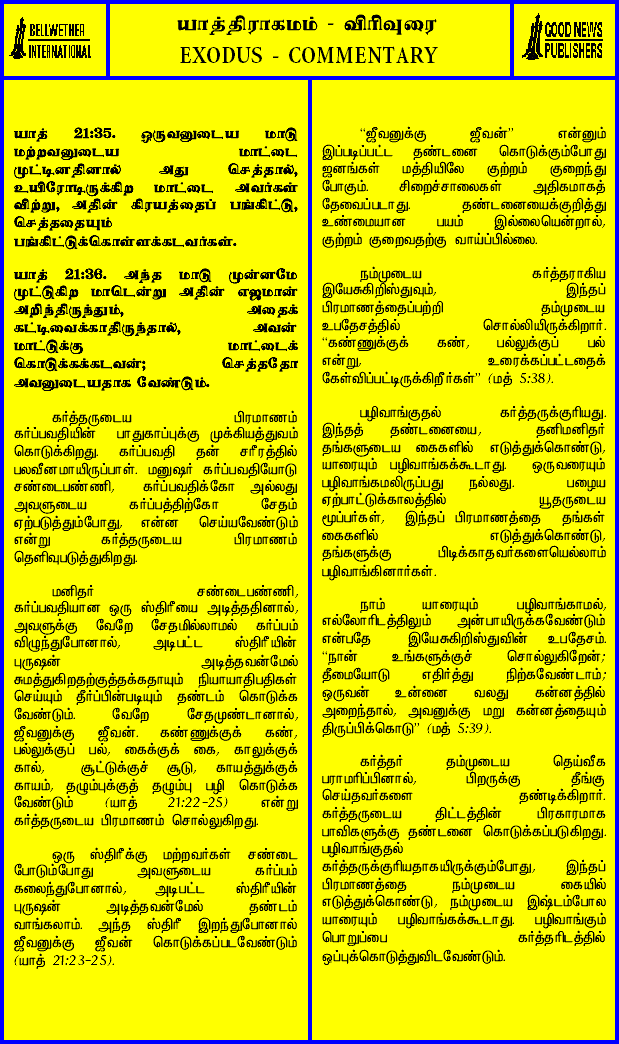 BELLWETHER
INTERNATIONAL
யாத்திராகமம் - விரிவுரை
EXODUS - COMMENTARY
GOOD NEWS
PUBLISHERS
யாத் 21:35. ஒருவனுடைய மாடு
மற்றவனுடைய மாட்டை
முட்டினதினால் அது செத்தால்,
உயிரோடிருக்கிற மாட்டை அவர்கள்
விற்று, அதின் கிரயத்தைப் பங்கிட்டு,
செத்ததையும்
பங்கிட்டுக்கொள்ளக்கடவர்கள்.
யாத் 21:36. அந்த மாடு முன்னமே
முட்டுகிற மாடென்று அதின் எஜமான்
அறிந்திருந்தும், அதைக்
கட்டிவைக்காதிருந்தால், அவன்
மாட்டுக்கு மாட்டைக்
கொடுக்கக்கடவன்; செத்ததோ
அவனுடையதாக வேண்டும்.
கர்த்தருடைய பிரமாணம்
கர்ப்பவதியின் பாதுகாப்புக்கு முக்கியத்துவம்
கொடுக்கிறது. கர்ப்பவதி தன் சரீரத்தில்
பலவீனமாயிருப்பாள். மனுஷர் கர்ப்பவதியோடு
சண்டைபண்ணி, கர்ப்பவதிக்கோ அல்லது
அவளுடைய கர்ப்பத்திற்கோ சேதம்
ஏற்படுத்தும்போது, என்ன செய்யவேண்டும்
என்று கர்த்தருடைய பிரமாணம்
தெளிவுபடுத்துகிறது.
மனிதர் சண்டைபண்ணி,
கர்ப்பவதியான ஒரு ஸ்திரீயை அடித்ததினால்,
அவளுக்கு வேறே சேதமில்லாமல் கர்ப்பம்
விழுந்துபோனால், அடிபட்ட ஸ்திரீயின்
புருஷன் அடித்தவன்மேல்
சுமத்துகிறதற்குத்தக்கதாயும் நியாயாதிபதிகள்
செய்யும் தீர்ப்பின்படியும் தண்டம் கொடுக்க
வேண்டும். வேறே சேதமுண்டானால்,
ஜீவனுக்கு ஜீவன். கண்ணுக்குக் கண்,
பல்லுக்குப் பல், கைக்குக் கை, காலுக்குக்
கால், சூட்டுக்குச் சூடு, காயத்துக்குக்
காயம், தழும்புக்குத் தழும்பு பழி கொடுக்க
வேண்டும் (யாத் 21:22-25) என்று
கர்த்தருடைய பிரமாணம் சொல்லுகிறது.
ஒரு ஸ்திரீக்கு மற்றவர்கள் சண்டை
போடும்போது அவளுடைய கர்ப்பம்
கலைந்துபோனால், அடிபட்ட ஸ்திரீயின்
புருஷன் அடித்தவன்மேல் தண்டம்
வாங்கலாம். அந்த ஸ்திரீ இறந்துபோனால்
ஜீவனுக்கு ஜீவன் கொடுக்கப்படவேண்டும்
(யாத் 21:23-25).
"ஜீவனுக்கு ஜீவன்" என்னும்
இப்படிப்பட்ட தண்டனை கொடுக்கும்போது
ஜனங்கள் மத்தியிலே குற்றம் குறைந்து
போகும். சிறைச்சாலைகள் அதிகமாகத்
தேவைப்படாது. தண்டனையைக்குறித்து
உண்மையான பயம் இல்லையென்றால்,
குற்றம் குறைவதற்கு வாய்ப்பில்லை.
நம்முடைய கர்த்தராகிய
இயேசுகிறிஸ்துவும், இந்தப்
பிரமாணத்தைப்பற்றி தம்முடைய
உபதேசத்தில் சொல்லியிருக்கிறார்.
"கண்ணுக்குக் கண், பல்லுக்குப் பல்
என்று, உரைக்கப்பட்டதைக்
கேள்விப்பட்டிருக்கிறீர்கள்" (மத் 5:38).
பழிவாங்குதல் கர்த்தருக்குரியது.
இந்தத் தண்டனையை, தனிமனிதர்
தங்களுடைய கைகளில் எடுத்துக்கொண்டு,
யாரையும் பழிவாங்கக்கூடாது. ஒருவரையும்
பழிவாங்கமலிருப்பது நல்லது. பழைய
ஏற்பாட்டுக்காலத்தில் யூதருடைய
மூப்பர்கள், இந்தப் பிரமாணத்தை தங்கள்
கைகளில் எடுத்துக்கொண்டு,
தங்களுக்கு பிடிக்காதவர்களையெல்லாம்
பழிவாங்கினார்கள்.
நாம் யாரையும் பழிவாங்காமல்,
எல்லோரிடத்திலும் அன்பாயிருக்கவேண்டும்
என்பதே இயேசுகிறிஸ்துவின் உபதேசம்.
"நான் உங்களுக்குச் சொல்லுகிறேன்;
தீமையோடு எதிர்த்து நிற்கவேண்டாம்;
ஒருவன் உன்னை வலது கன்னத்தில்
அறைந்தால், அவனுக்கு மறு கன்னத்தையும்
திருப்பிக்கொடு" (மத் 5:39).
கர்த்தர் தம்முடைய தெய்வீக
பராமரிப்பினால், பிறருக்கு தீங்கு
செய்தவர்களை தண்டிக்கிறார்.
கர்த்தருடைய திட்டத்தின் பிரகாரமாக
பாவிகளுக்கு தண்டனை கொடுக்கப்படுகிறது.
பழிவாங்குதல்
கர்த்தருக்குரியதாகயிருக்கும்போது, இந்தப்
பிரமாணத்தை நம்முடைய கையில்
எடுத்துக்கொண்டு, நம்முடைய இஷ்டம்போல
யாரையும் பழிவாங்கக்கூடாது. பழிவாங்கும்
பொறுப்பை கர்த்தரிடத்தில்
ஒப்புக்கொடுத்துவிடவேண்டும்.